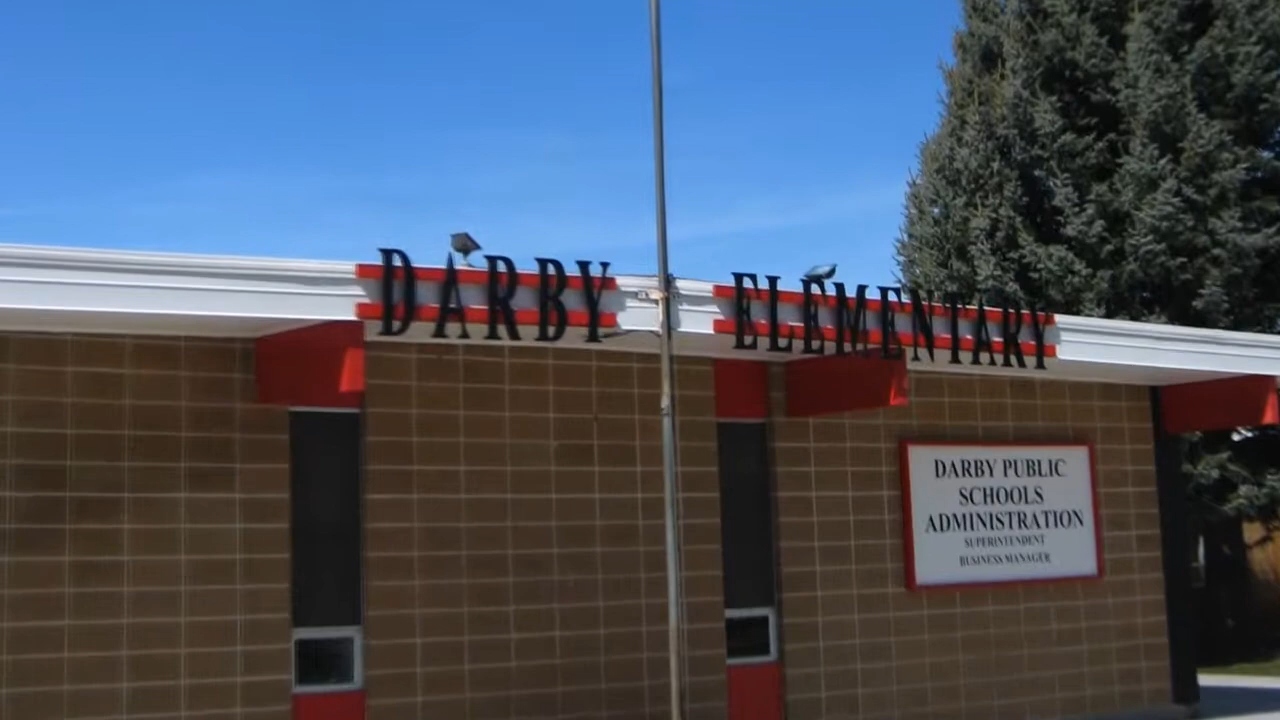 DARBY ELEMENTARY
DARBY PUBLIC
SCHOOLS
ADMINISTRATION
SUPERINTENDENT
BUSINESS MANAGER